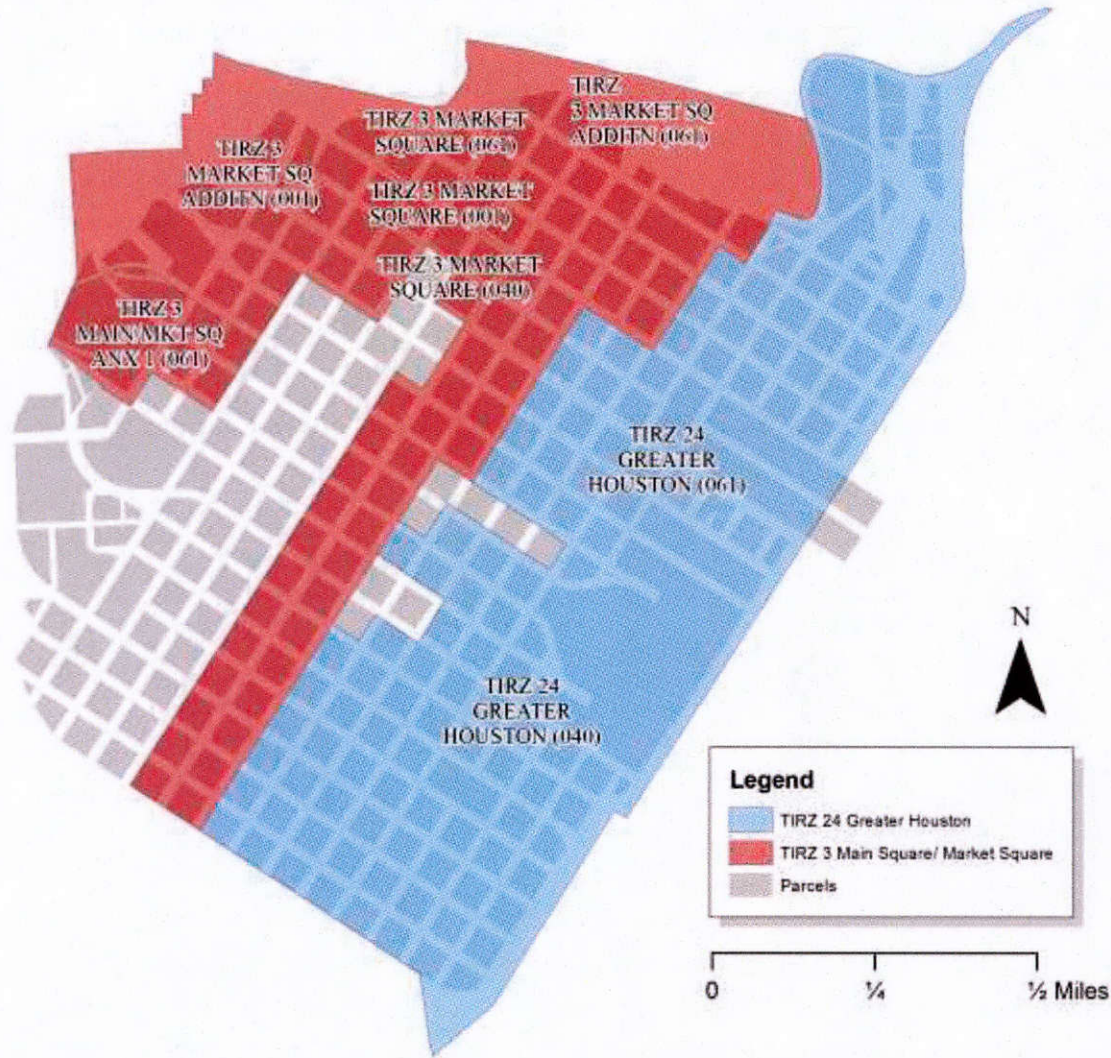 TIRZ
3 MARKET SQ
ADDITN (061)
TIRZ 3 MARKET
SQUARE (061)
TIRZ 3
MARKET SQ
ADDITN (001)
TIRZ 3 MARKET
SQUARE (001)
TIRZ 3 MARKET
SQUARE (040)
TIRZ 3
MAIN/MKT SQ
ANX 1 (061)
TIRZ 24
GREATER
HOUSTON (061)
TIRZ 24
GREATER
HOUSTON (040)
N
Legend
TIRZ 24 Greater Houston
TIRZ 3 Main Square/ Market Square
Parcels
0 ¼ ½ Miles